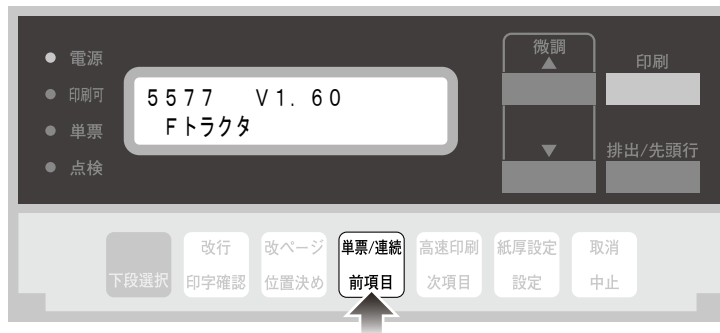 電源
印刷可
単票
点検
5577 V1.60
Fトラクタ
微調
印刷
排出/先頭行
下段選択
改行
印字確認
改ページ
位置決め
単票/連続
前項目
高速印刷
次項目
紙厚設定
設定
取消
中止